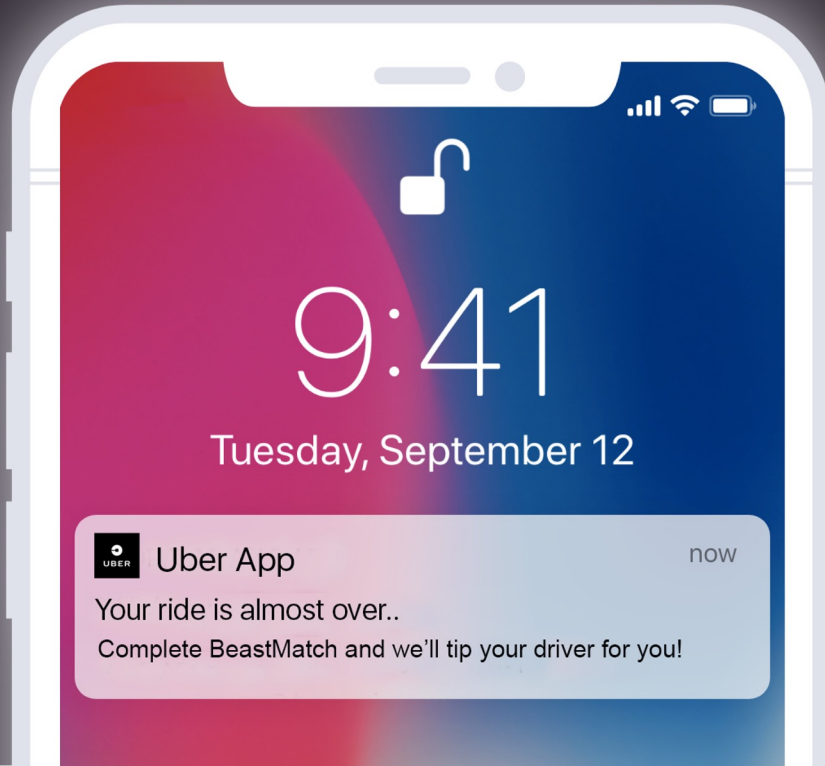 9:41
Tuesday, September 12
UBER
Uber App
now
Your ride is almost over..
Complete BeastMatch and we'll tip your driver for you!